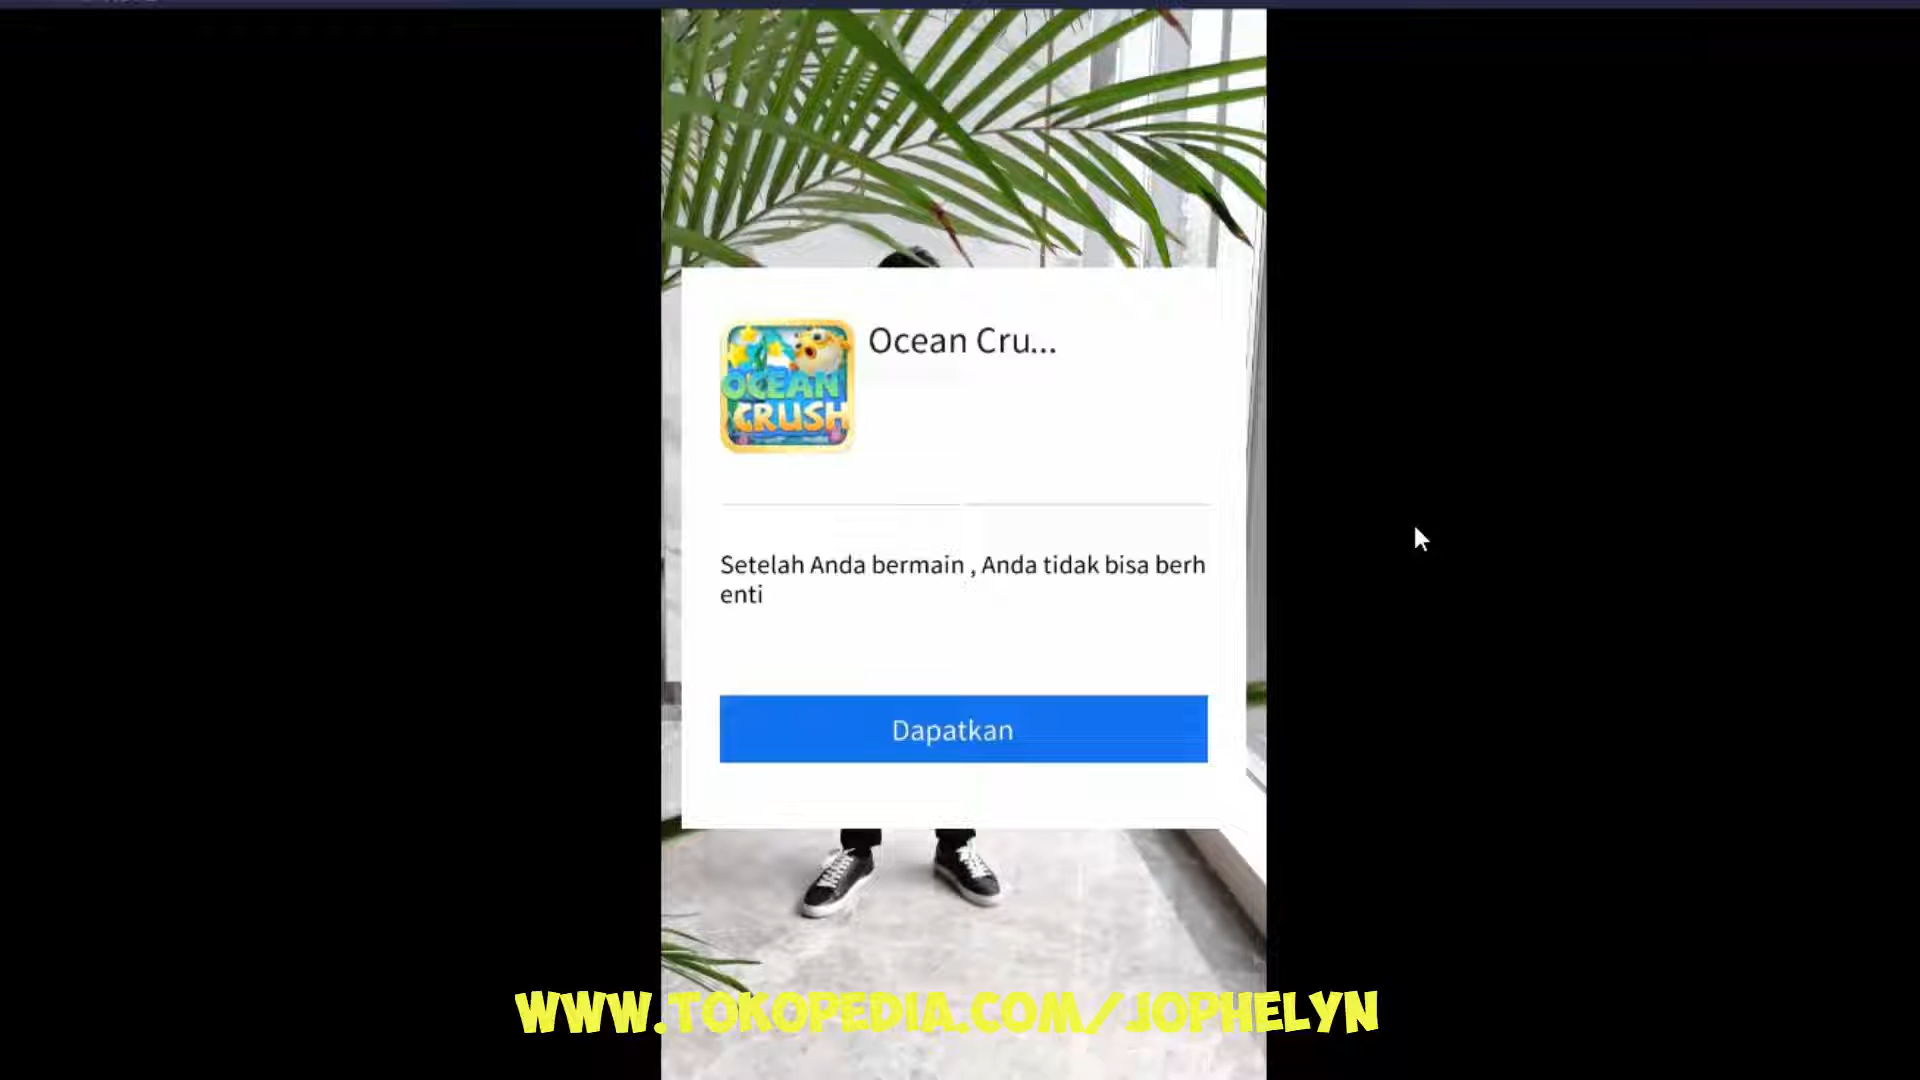 Ocean Cru...
OCEAN
CRUSH
Setelah Anda bermain , Anda tidak bisa berh
enti
Dapatkan
WWW.TOKOPEDIA.COM/JOPHELYN